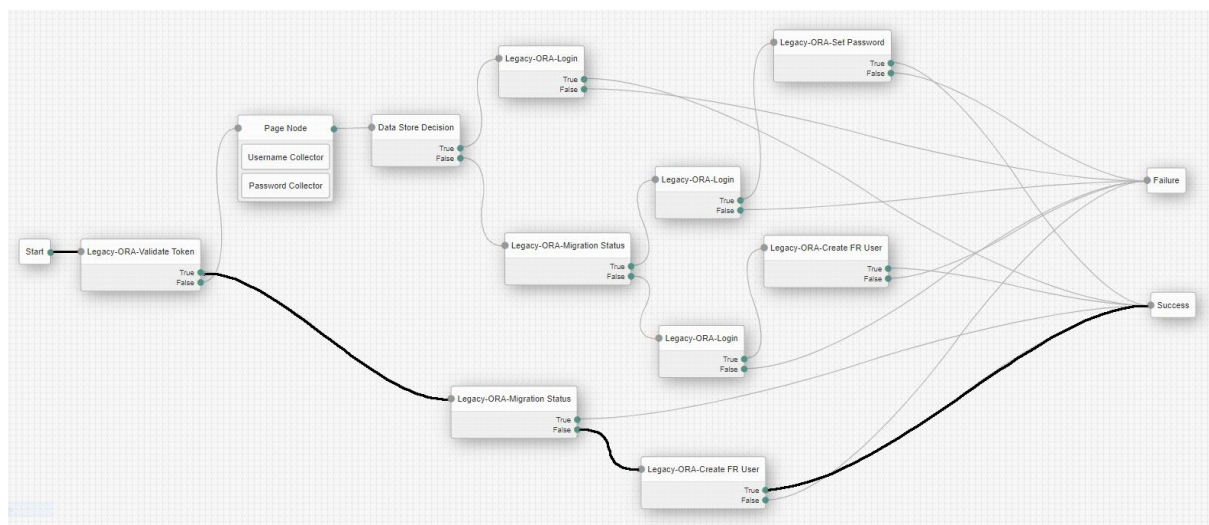 Start
Legacy-ORA-Validate Token
True
False
Page Node
Username Collector
Password Collector
Data Store Decision
True
False
Legacy-ORA-Login
True
False
Legacy-ORA-Migration Status
True
False
Legacy-ORA-Login
True
False
Legacy-ORA-Set Password
True
False
Legacy-ORA-Login
True
False
Legacy-ORA-Create FR User
True
False
Legacy-ORA-Migration Status
True
False
Legacy-ORA-Create FR User
True
False
Failure
Success